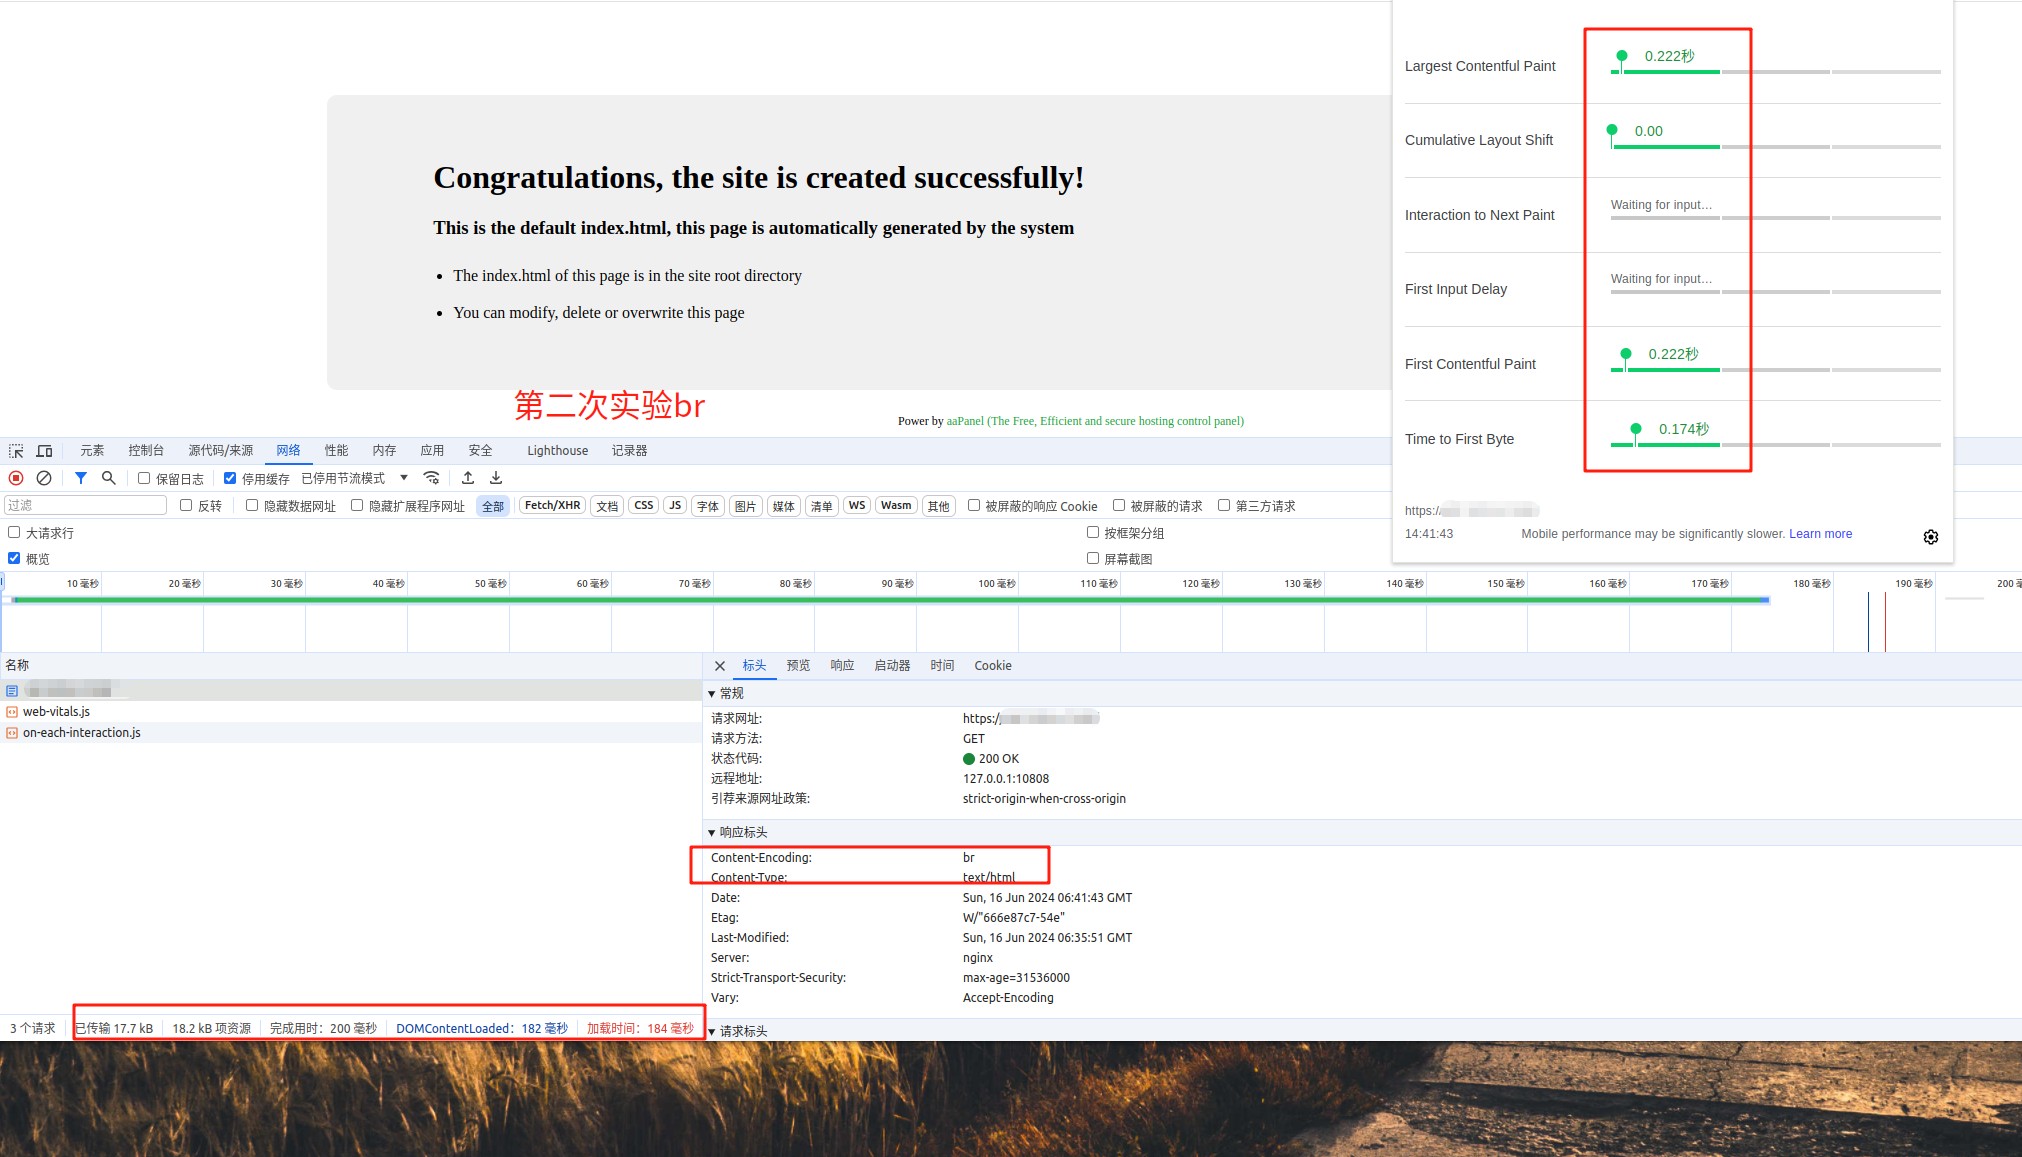 Congratulations, the site is created successfully!
This is the default index.html, this page is automatically generated by the system
The index.html of this page is in the site root directory
You can modify, delete or overwrite this page
第二次实验br
Power by aaPanel (The Free, Efficient and secure hosting control panel)
Largest Contentful Paint
0.222秒
Cumulative Layout Shift
0.00
Interaction to Next Paint
Waiting for input...
First Input Delay
Waiting for input...
First Contentful Paint
0.222秒
Time to First Byte
0.174秒
https:/
14:41:43 Mobile performance may be significantly slower. Learn more
元素 控制台 源代码/来源 网络 性能 内存 应用 安全 Lighthouse 记录器
保留日志 停用缓存 已停用节流模式
过滤 反转 隐藏数据网址 隐藏扩展程序网址 全部 Fetch/XHR 文档 CSS JS 字体 图片 媒体 清单 WS Wasm 其他 被屏蔽的响应 Cookie 被屏蔽的请求 第三方请求
大请求行 按框架分组
概览 屏幕截图
10 毫秒 20 毫秒 30 毫秒 40 毫秒 50 毫秒 60 毫秒 70 毫秒 80 毫秒 90 毫秒 100 毫秒 110 毫秒 120 毫秒 130 毫秒 140 毫秒 150 毫秒 160 毫秒 170 毫秒 180 毫秒 190 毫秒 200
名称
web-vitals.js
on-each-interaction.js
标头 预览 响应 启动器 时间 Cookie
常规
请求网址: https:/
请求方法: GET
状态代码: 200 OK
远程地址: 127.0.0.1:10808
引荐来源网址政策: strict-origin-when-cross-origin
响应标头
Content-Encoding: br
Content-Type: text/html
Date: Sun, 16 Jun 2024 06:41:43 GMT
Etag: W/"666e87c7-54e"
Last-Modified: Sun, 16 Jun 2024 06:35:51 GMT
Server: nginx
Strict-Transport-Security: max-age=31536000
Vary: Accept-Encoding
请求标头
3 个请求 已传输 17.7 kB 18.2 kB 项资源 完成用时：200 毫秒 DOMContentLoaded：182 毫秒 加载时间：184 毫秒